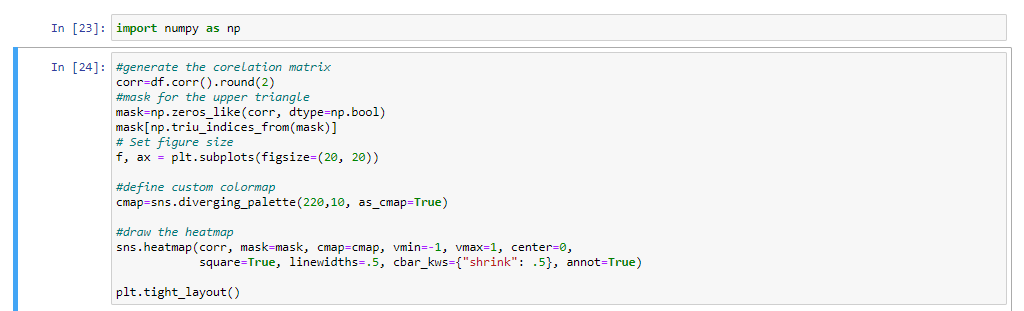 In [23]: import numpy as np
In [24]: #generate the corelation matrix
corr=df.corr().round(2)
#mask for the upper triangle
mask=np.zeros_like(corr, dtype=np.bool)
mask[np.triu_indices_from(mask)]
# Set figure size
f, ax = plt.subplots(figsize=(20, 20))
#define custom colormap
cmap=sns.diverging_palette(220,10, as_cmap=True)
#draw the heatmap
sns.heatmap(corr, mask=mask, cmap=cmap, vmin=-1, vmax=1, center=0,
square=True, linewidths=.5, cbar_kws={"shrink": .5}, annot=True)
plt.tight_layout()